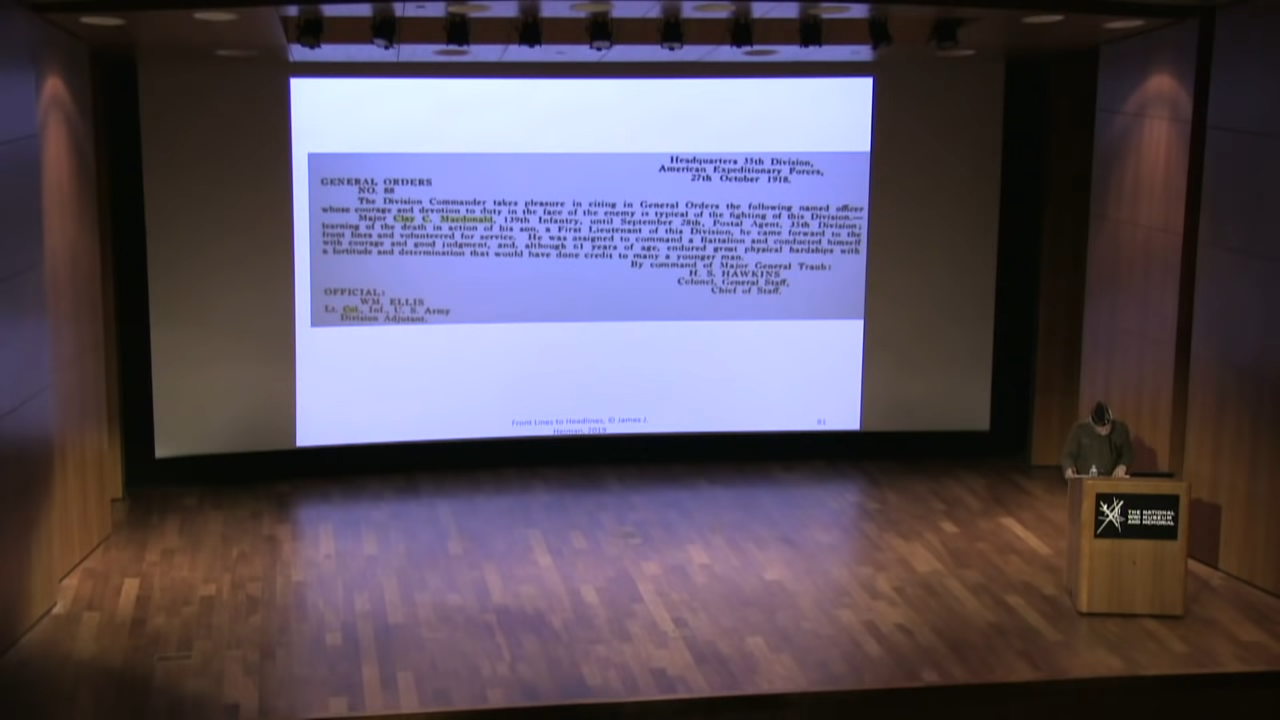 Headquarters 35th Division,
American Expeditionary Forces,
27th October 1918.
GENERAL ORDERS
NO. 88
The Division Commander takes pleasure in citing in General Orders the following named officer
whose courage and devotion to duty in the face of the enemy is typical of the fighting of this Division.—
Major Clay C. Macdonald, 139th Infantry, until September 28th, Postal Agent, 35th Division;
learning of the death in action of his son, a First Lieutenant of this Division, he came forward to the
front lines and volunteered for service. He was assigned to command a Battalion and conducted himself
with courage and good judgment, and, although 61 years of age, endured great physical hardships with
a fortitude and determination that would have done credit to many a younger man.
By command of Major General Traub:
H. S. HAWKINS
Colonel, General Staff,
Chief of Staff.
OFFICIAL:
WM. ELLIS
Lt. Col., Inf., U. S. Army
Division Adjutant.
Front Lines to Headlines, © James J.
Heiman, 2019
81
THE NATIONAL
WWI MUSEUM
AND MEMORIAL